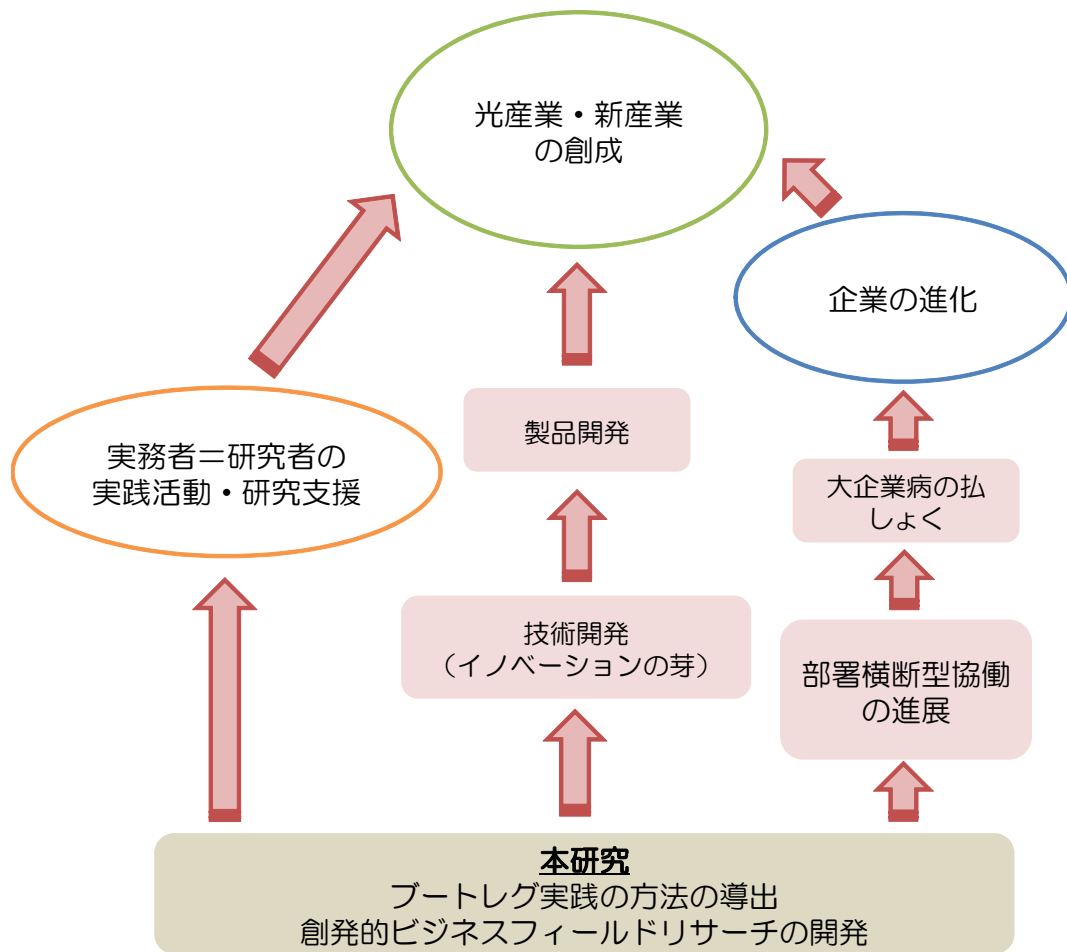 光産業・新産業
の創成
企業の進化
実務者＝研究者の
実践活動・研究支援
製品開発
大企業病の払
しょく
技術開発
（イノベーションの芽）
部署横断型協働
の進展
本研究
ブートレグ実践の方法の導出
創発的ビジネスフィールドリサーチの開発